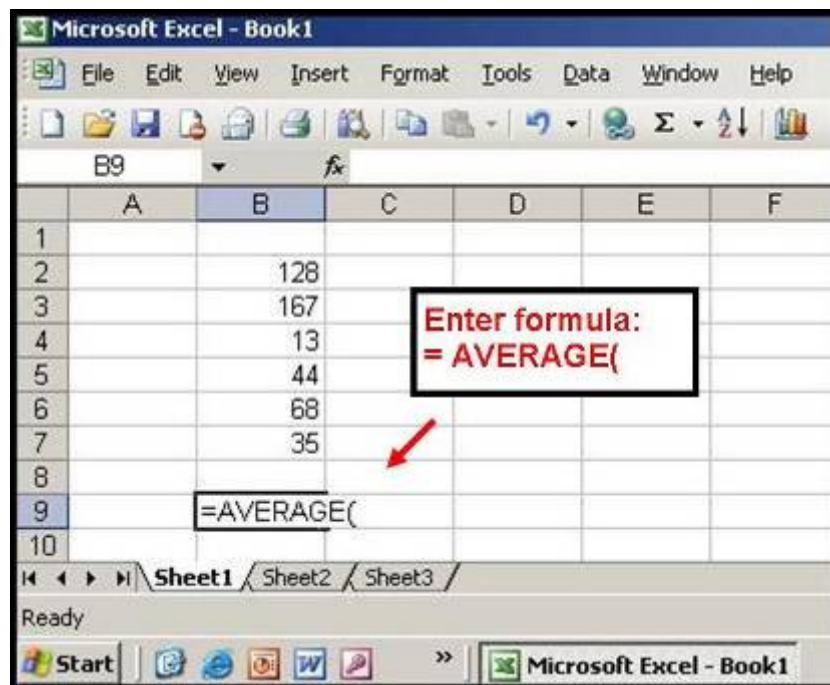 Microsoft Excel - Book1
File Edit View Insert Format Tools Data Window Help
B9 fx
A B C D E F
1
2 128
3 167
4 13
5 44
6 68
7 35
8
9 =AVERAGE(
10
Enter formula:
= AVERAGE(
Sheet1 / Sheet2 / Sheet3 /
Ready
Start » Microsoft Excel - Book1